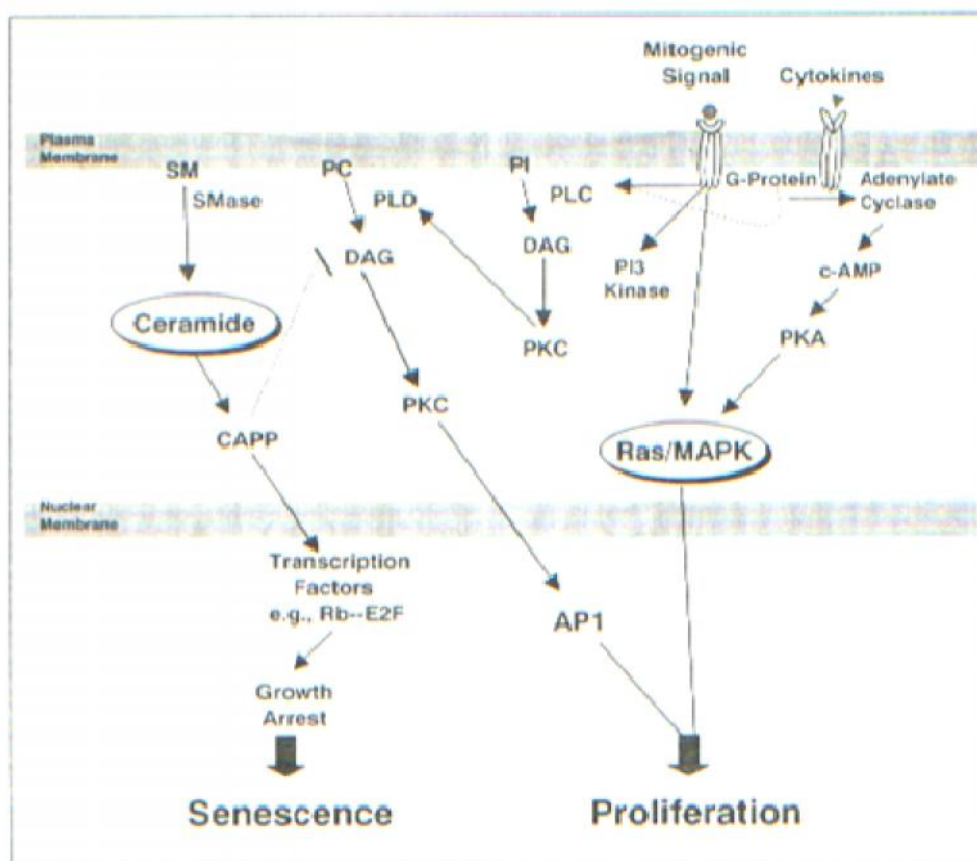 Mitogenic
Signall
Cytokines
Plasma
Membrane
SM
SMase
PC
PLD
PI
PLC
G-Protein
Adenylate
Cyclase
DAG
DAG
PI3
Kinase
c-AMP
Ceramide
PKC
PKA
PKC
CAPP
Ras/MAPK
Nuclear
Membrane
Transcription
Factors
e.g., Rb--E2F
AP1
Growth
Arrest
Senescence
Proliferation